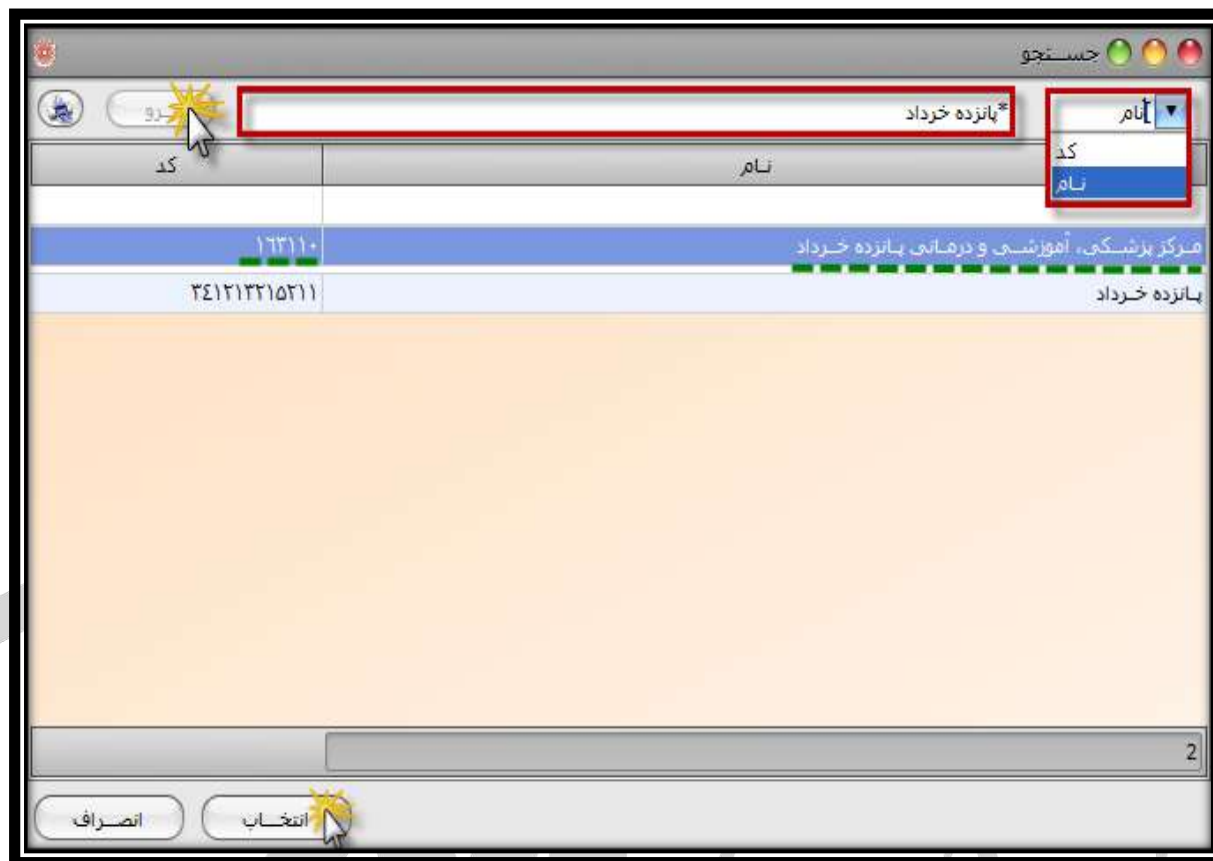 جستجو
نام
*پانزده خرداد
کد
نام
نام
کد
مرکز پزشکی، آموزشی و درمانی پانزده خرداد
۱۶۳۱۱۰
پانزده خرداد
۳٤۱۲۱۳۲۱۵۲۱۱
2
انتخاب
انصراف